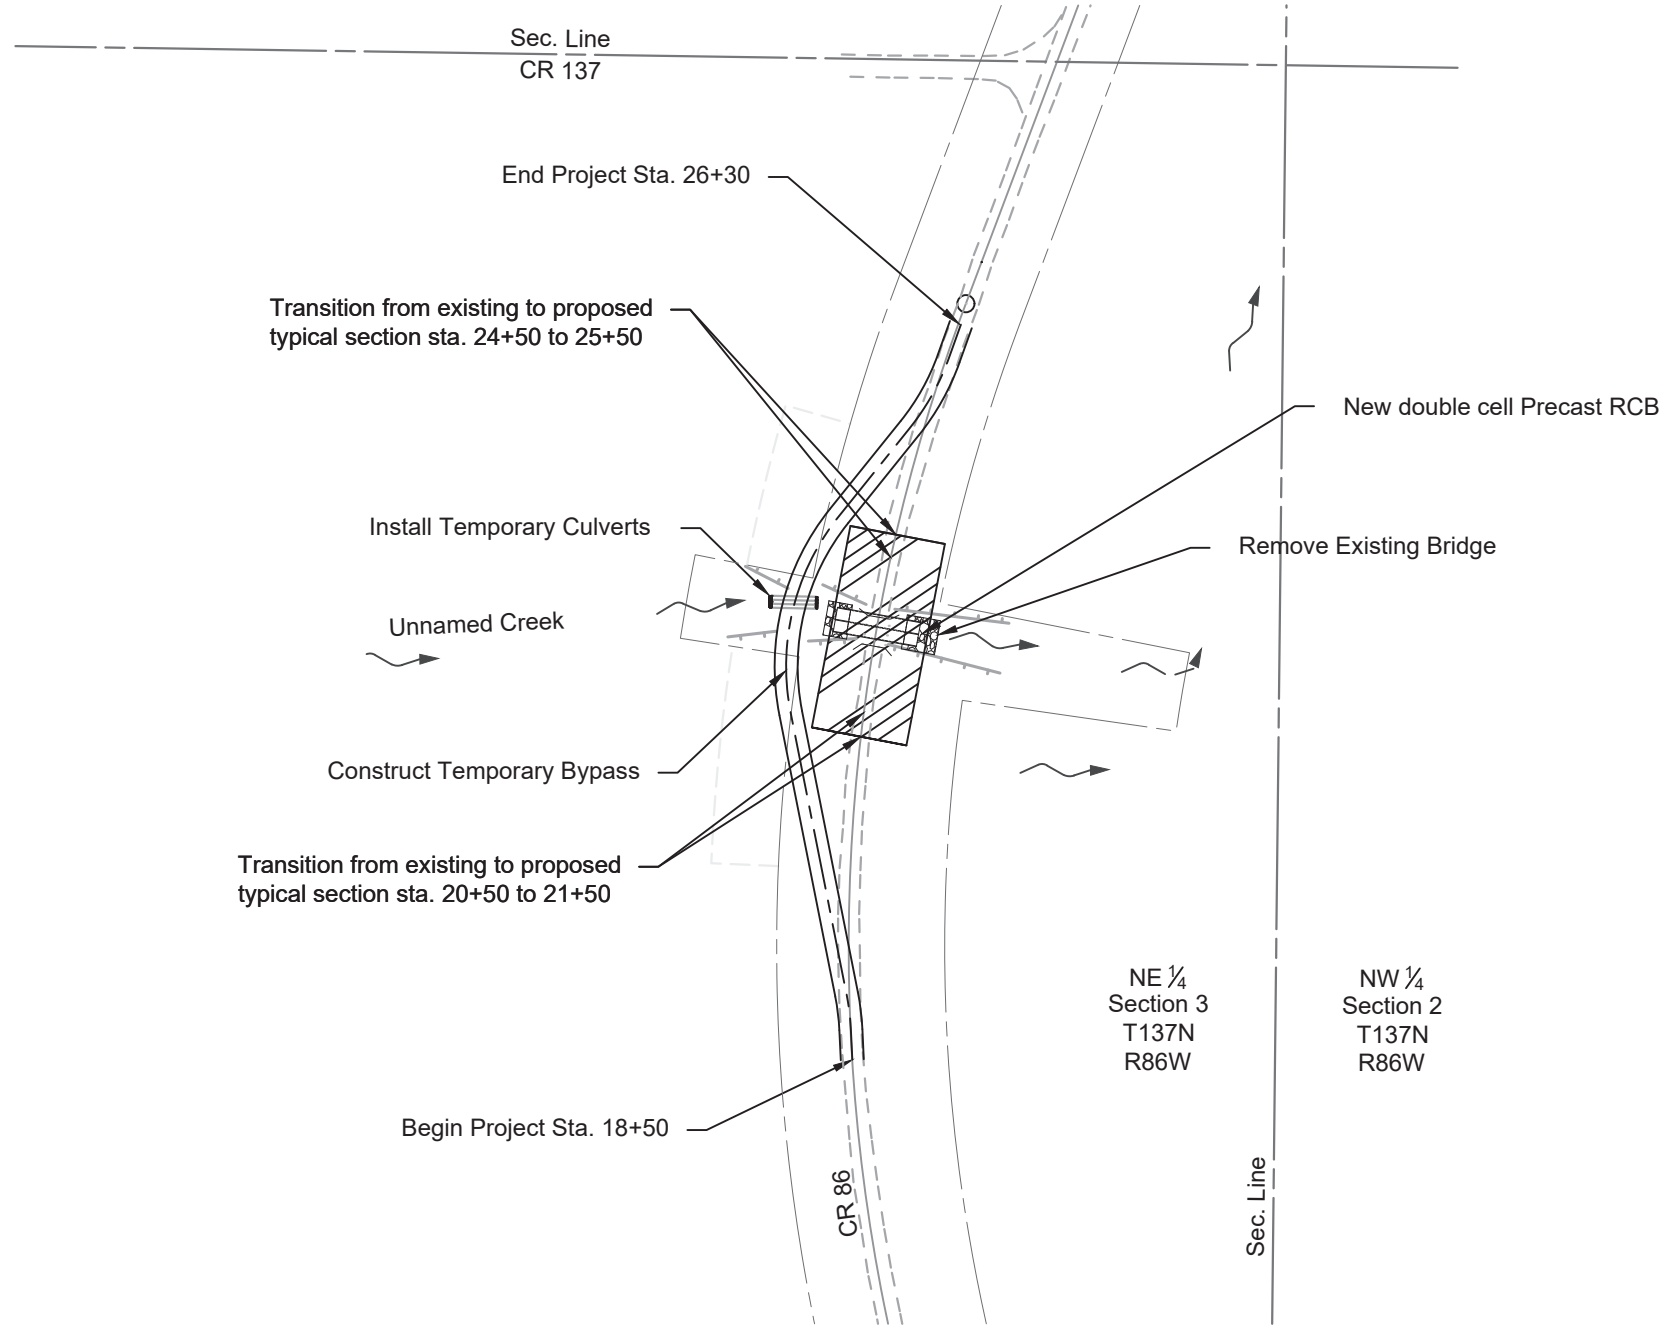 Sec. Line
CR 137
End Project Sta. 26+30
Transition from existing to proposed
typical section sta. 24+50 to 25+50
New double cell Precast RCB
Install Temporary Culverts
Remove Existing Bridge
Unnamed Creek
Construct Temporary Bypass
Transition from existing to proposed
typical section sta. 20+50 to 21+50
NE ¼
Section 3
T137N
R86W
NW ¼
Section 2
T137N
R86W
Begin Project Sta. 18+50
CR 86
Sec. Line